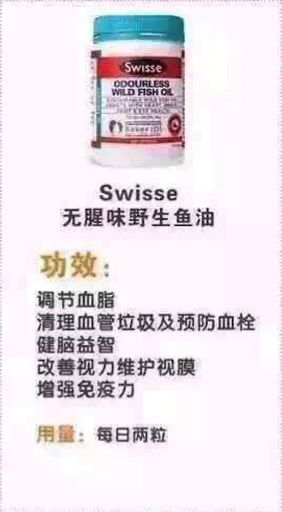 Swisse
ODOURLESS
WILD FISH OIL
Swisse
无腥味野生鱼油
功效:
调节血脂
清理血管垃圾及预防血栓
健脑益智
改善视力维护视膜
增强免疫力
用量: 每日两粒